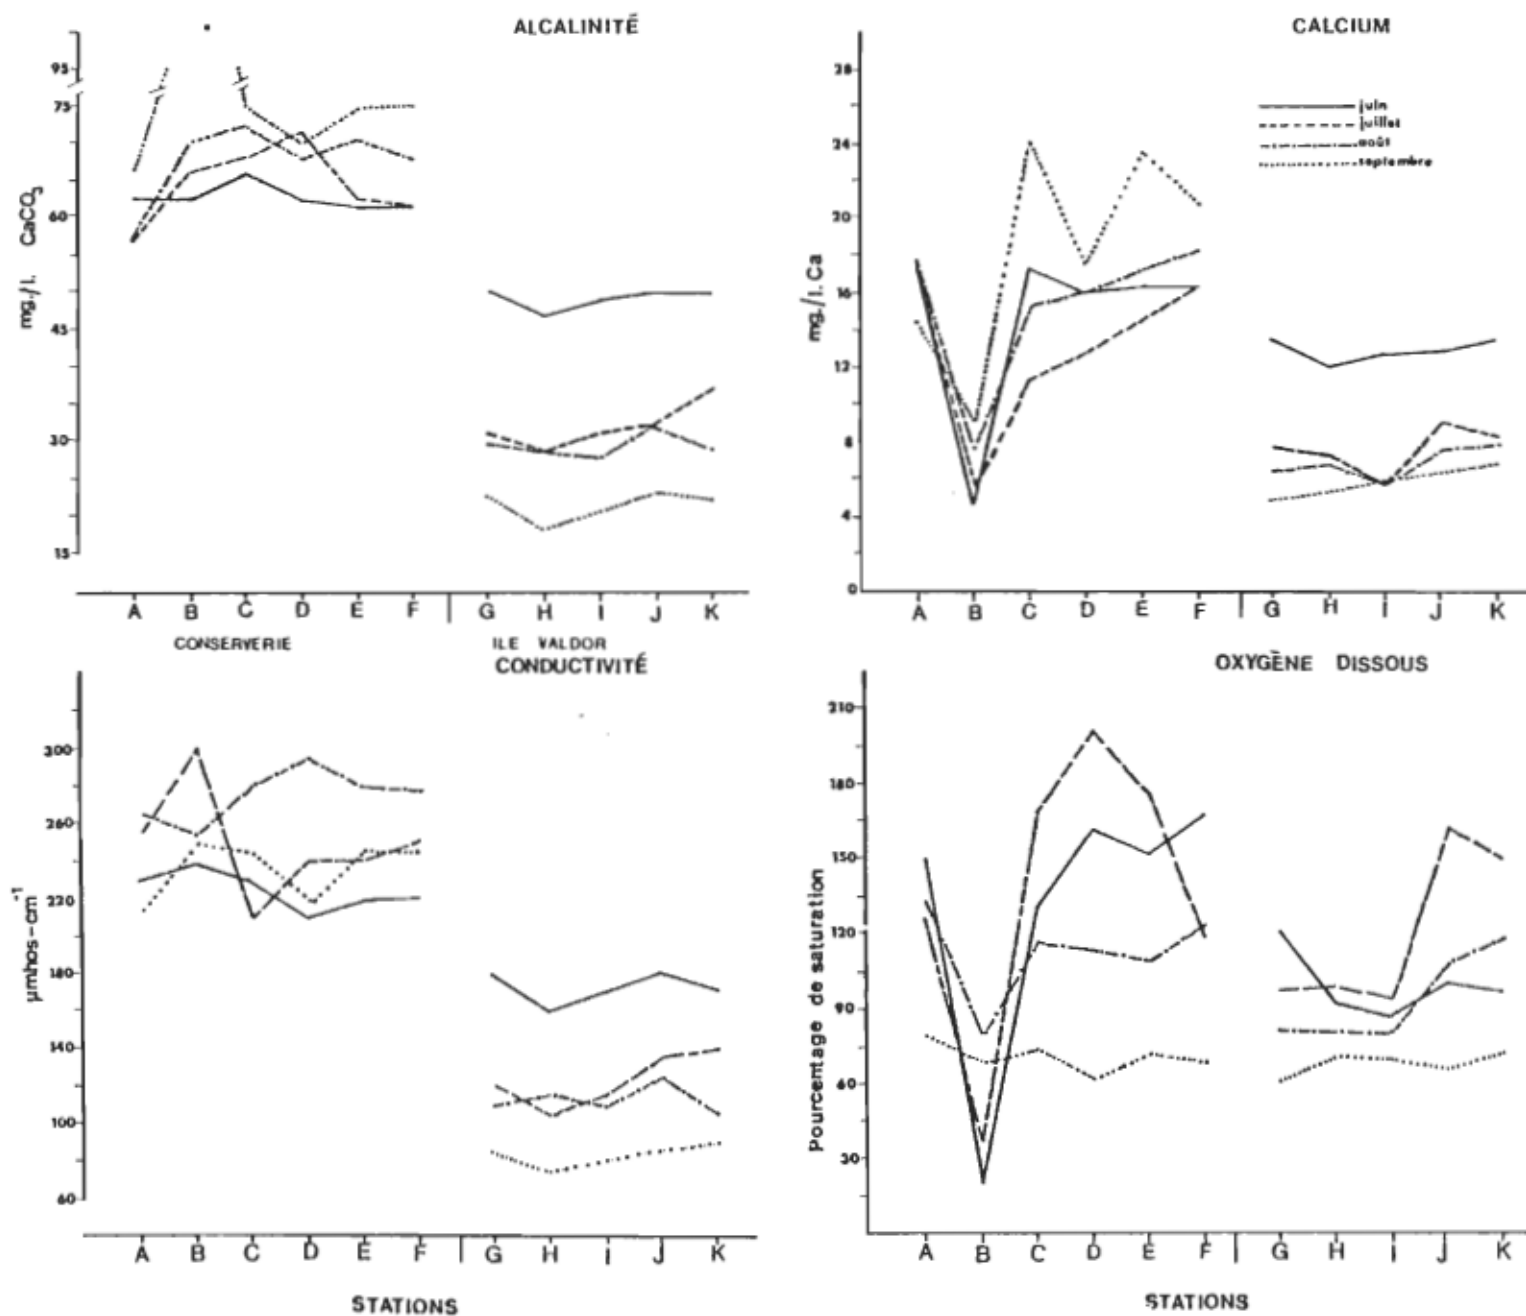 ALCALINITÉ
95
75
60
45
30
15
mg./l. CaCO3
A B C D E F G H I J K
CONSERVERIE ILE VALDOR
CALCIUM
juin
juillet
août
septembre
28
24
20
16
12
8
4
0
mg./l. Ca
A B C D E F G H I J K
CONDUCTIVITÉ
300
260
220
180
140
100
60
µmhos-cm-1
A B C D E F G H I J K
STATIONS
OXYGÈNE DISSOUS
210
180
150
120
90
60
30
Pourcentage de saturation
A B C D E F G H I J K
STATIONS